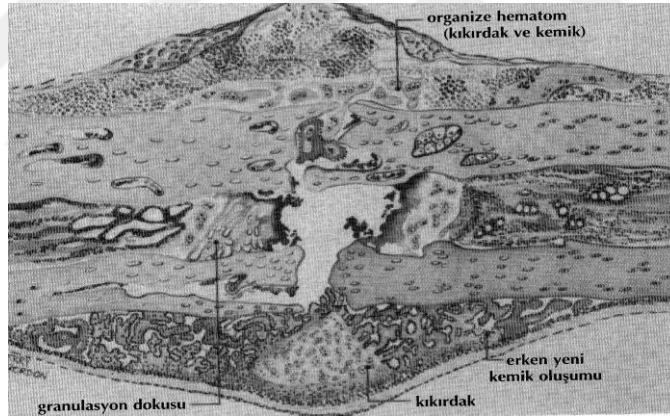 organize hematom
(kıkırdak ve kemik)
erken yeni
kemik oluşumu
granulasyon dokusu
kıkırdak